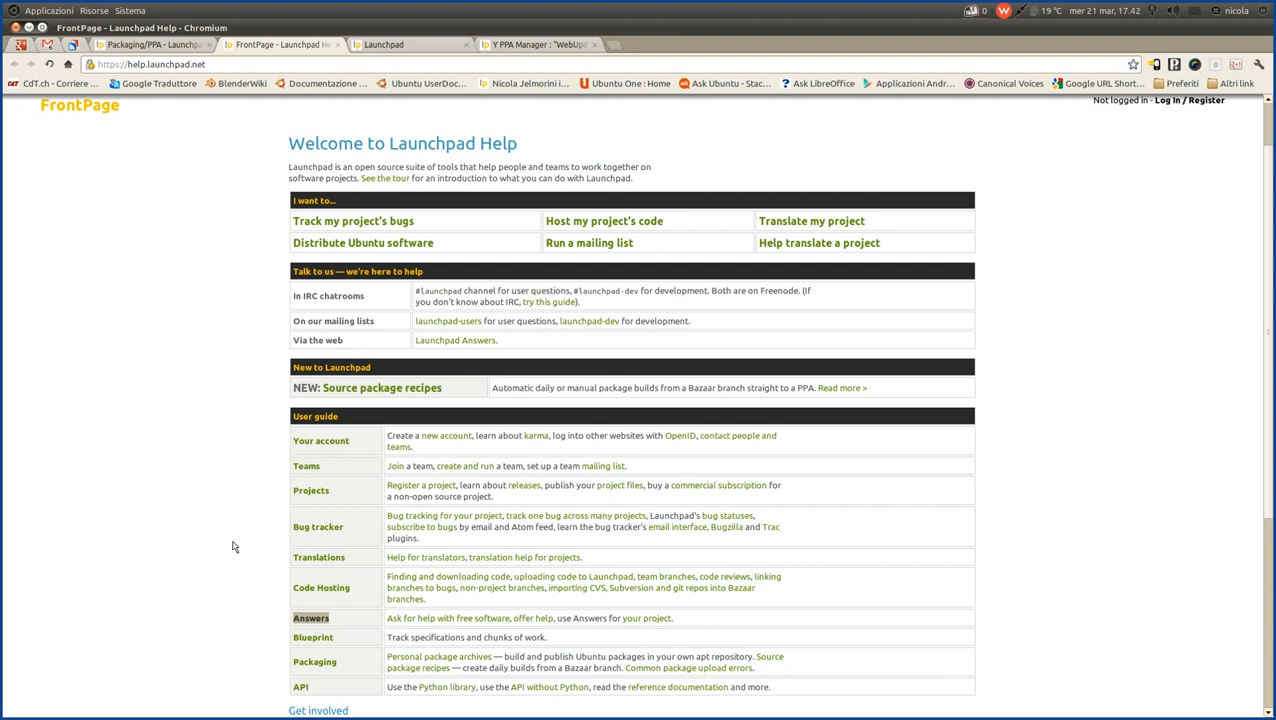 Applicazioni Risorse Sistema
0
19 °C
mer 21 mar, 17.42
nicola
FrontPage - Launchpad Help - Chromium
Packaging/PPA - Launchpa
FrontPage - Launchpad He
Launchpad
Y PPA Manager : "WebUpd
https://help.launchpad.net
CdT.ch - Corriere ...
Google Traduttore
BlenderWiki
Documentazione ...
Ubuntu UserDoc...
Nicola Jelmorini i...
Ubuntu One : Home
Ask Ubuntu - Stac...
Ask LibreOffice
Applicazioni Andr...
Canonical Voices
Google URL Short...
Preferiti
Altri link
FrontPage
Not logged in - Log In / Register
Welcome to Launchpad Help
Launchpad is an open source suite of tools that help people and teams to work together on
software projects. See the tour for an introduction to what you can do with Launchpad.
I want to...
Track my project's bugs Host my project's code Translate my project
Distribute Ubuntu software Run a mailing list Help translate a project
Talk to us — we're here to help
In IRC chatrooms
#launchpad channel for user questions, #launchpad-dev for development. Both are on Freenode. (If
you don't know about IRC, try this guide).
On our mailing lists launchpad-users for user questions, launchpad-dev for development.
Via the web Launchpad Answers.
New to Launchpad
NEW: Source package recipes Automatic daily or manual package builds from a Bazaar branch straight to a PPA. Read more >
User guide
Your account
Create a new account, learn about karma, log into other websites with OpenID, contact people and
teams.
Teams Join a team, create and run a team, set up a team mailing list.
Projects
Register a project, learn about releases, publish your project files, buy a commercial subscription for
a non-open source project.
Bug tracker
Bug tracking for your project, track one bug across many projects, Launchpad's bug statuses,
subscribe to bugs by email and Atom feed, learn the bug tracker's email interface, Bugzilla and Trac
plugins.
Translations Help for translators, translation help for projects.
Code Hosting
Finding and downloading code, uploading code to Launchpad, team branches, code reviews, linking
branches to bugs, non-project branches, importing CVS, Subversion and git repos into Bazaar
branches.
Answers Ask for help with free software, offer help, use Answers for your project.
Blueprint Track specifications and chunks of work.
Packaging
Personal package archives — build and publish Ubuntu packages in your own apt repository. Source
package recipes — create daily builds from a Bazaar branch. Common package upload errors.
API Use the Python library, use the API without Python, read the reference documentation and more.
Get involved